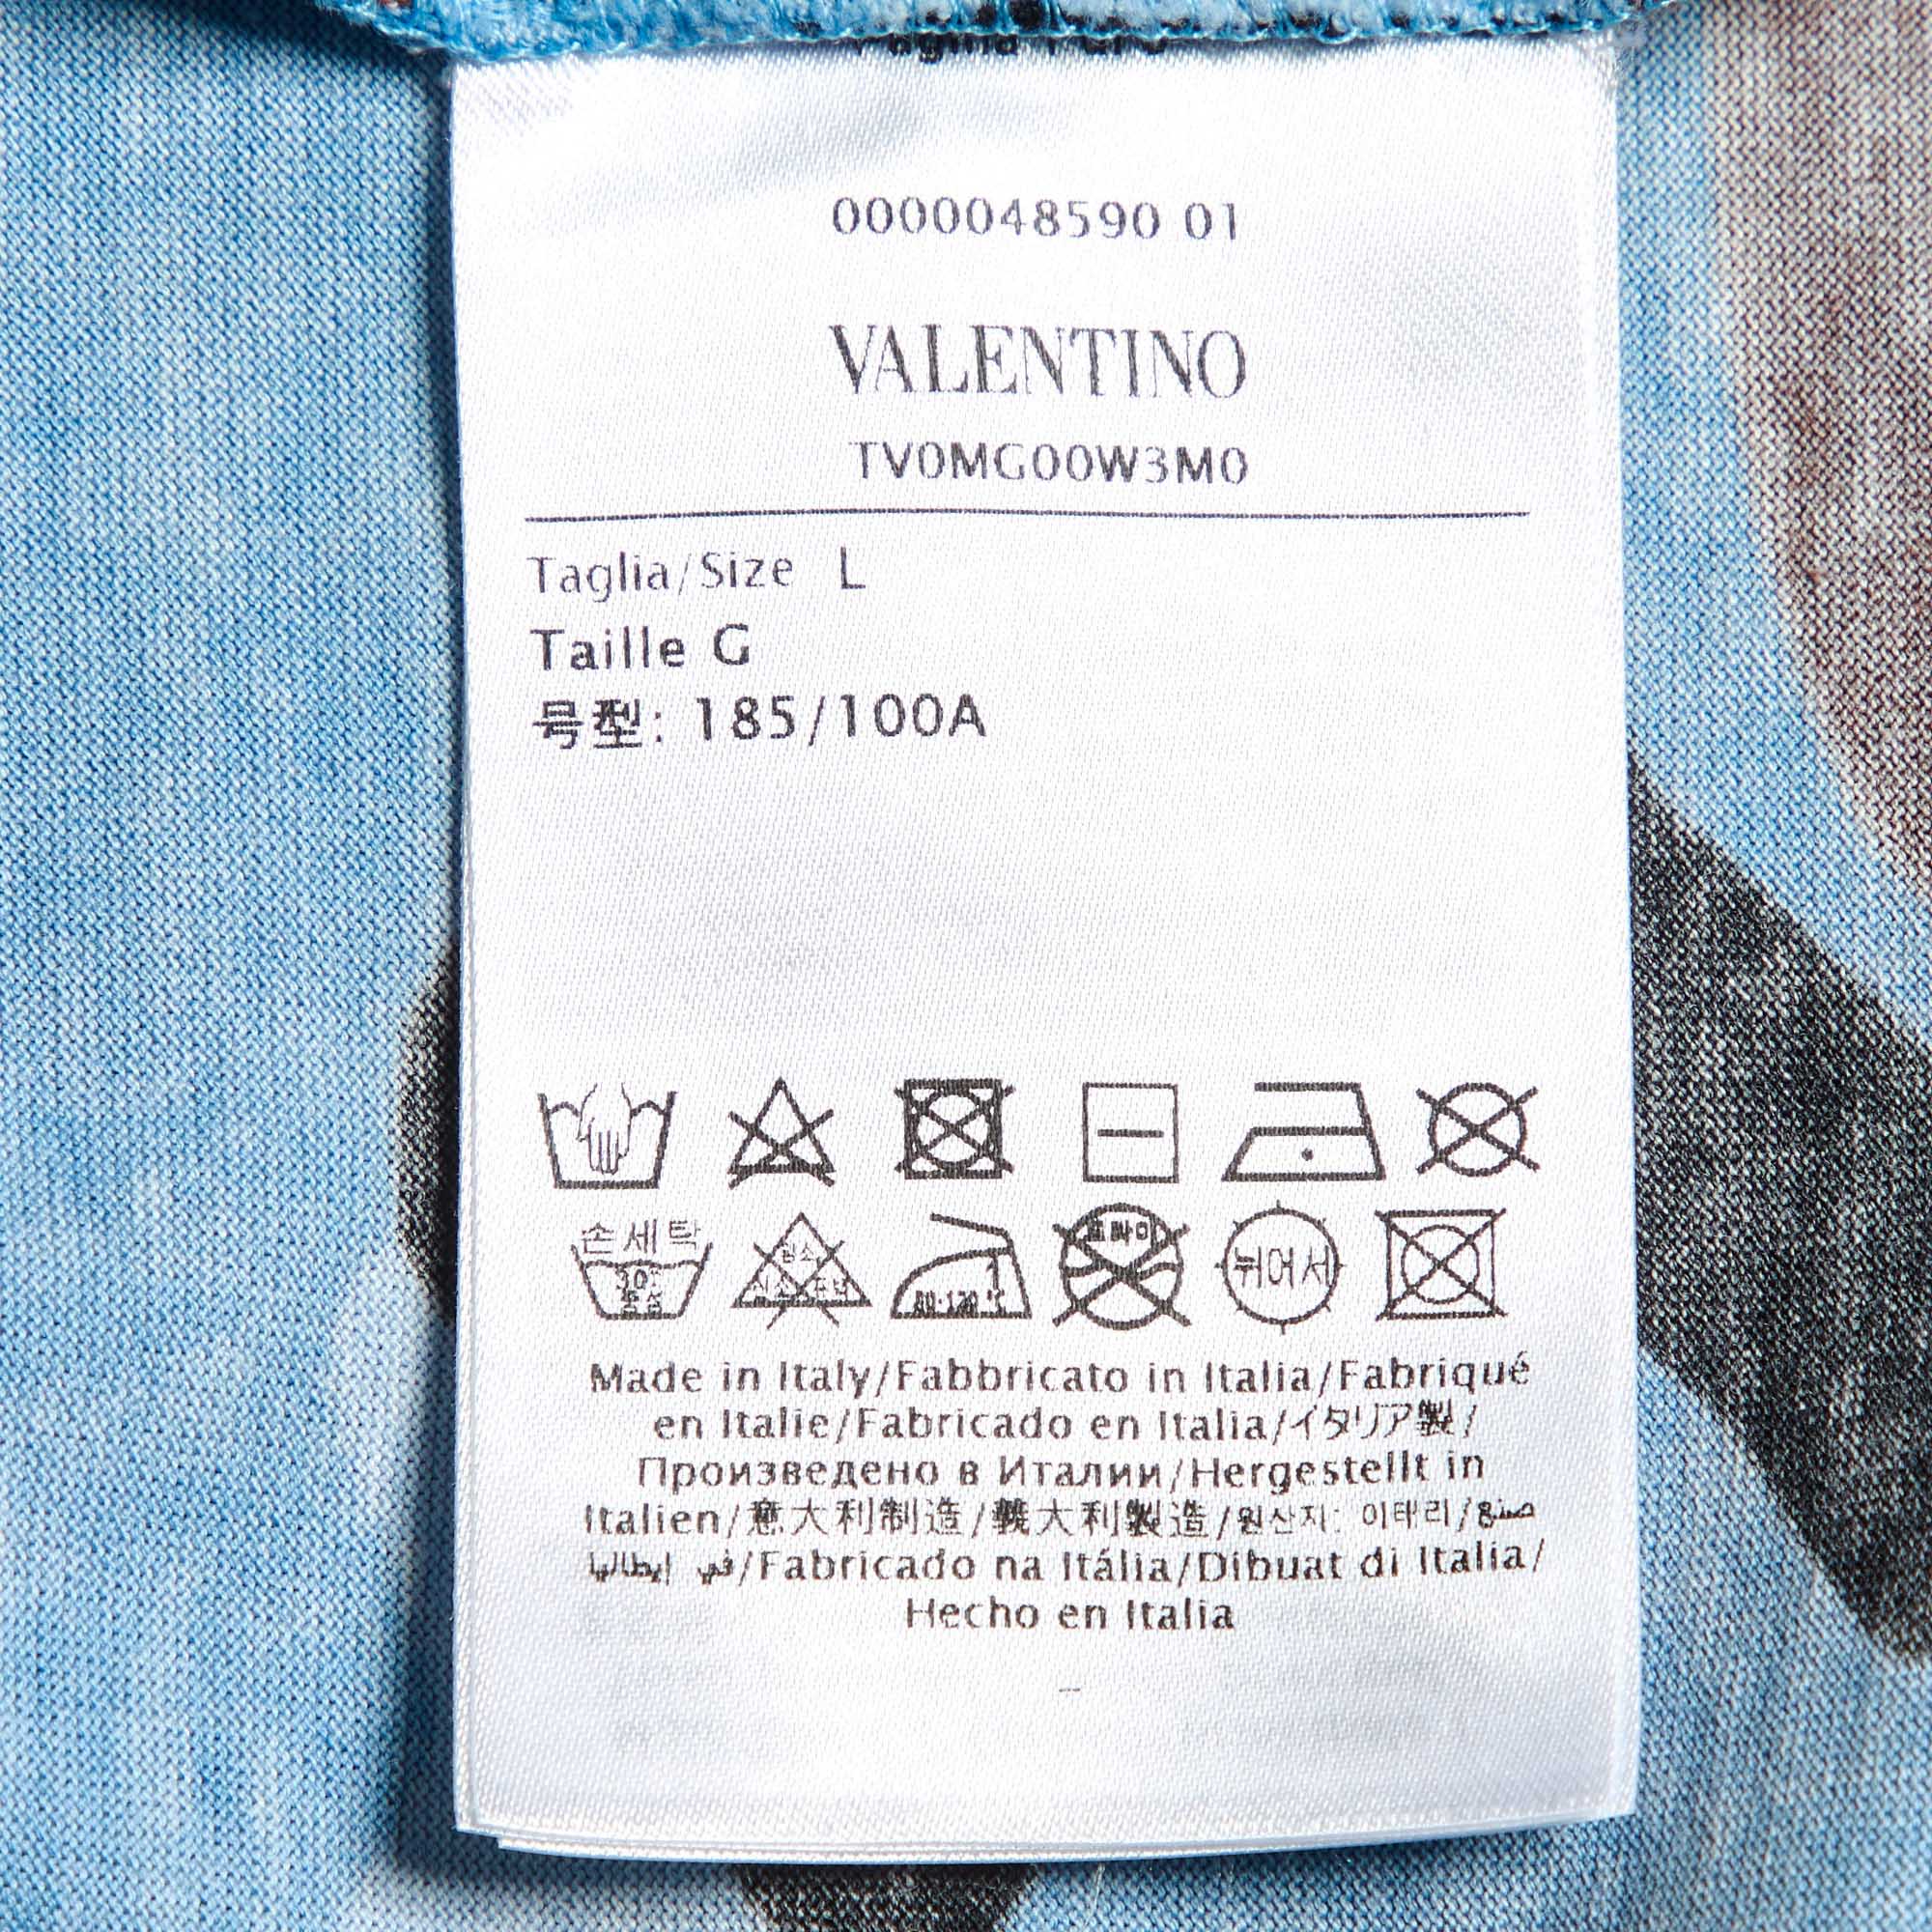 0000048590 01
VALENTINO
TV0MG00W3M0
Taglia/Size L
Taille G
号型: 185/100A
손세탁
뉘어서
Made in Italy/Fabbricato in Italia/Fabriqué
en Italie/Fabricado en Italia/イタリア製/
Произведено в Италии/Hergestellt in
Italien/意大利制造/義大利製造/원산지: 이태리/صنع
في إيطاليا/Fabricado na Itália/Dibuat di Italia/
Hecho en Italia